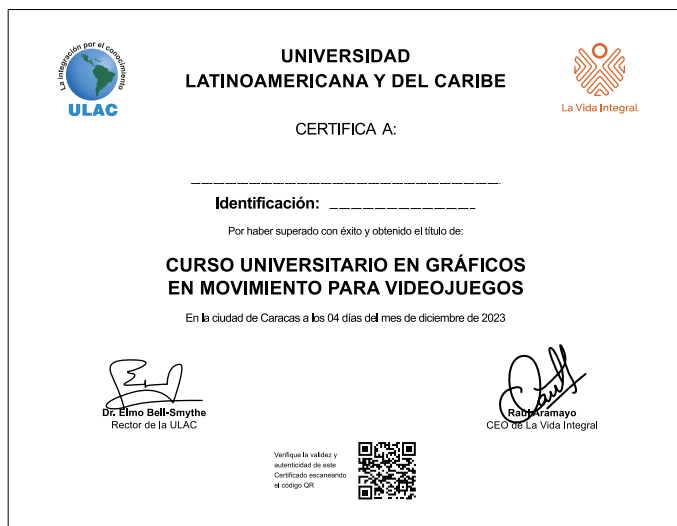 La integración por el conocimiento
ULAC
UNIVERSIDAD
LATINOAMERICANA Y DEL CARIBE
La Vida Integral
CERTIFICA A:
Identificación:
Por haber superado con éxito y obtenido el título de:
CURSO UNIVERSITARIO EN GRÁFICOS
EN MOVIMIENTO PARA VIDEOJUEGOS
En la ciudad de Caracas a los 04 días del mes de diciembre de 2023
Dr. Elmo Bell-Smythe
Rector de la ULAC
Raúl Aramayo
CEO de La Vida Integral
Verifique la validez y
autenticidad de este
Certificado escaneando
el código QR